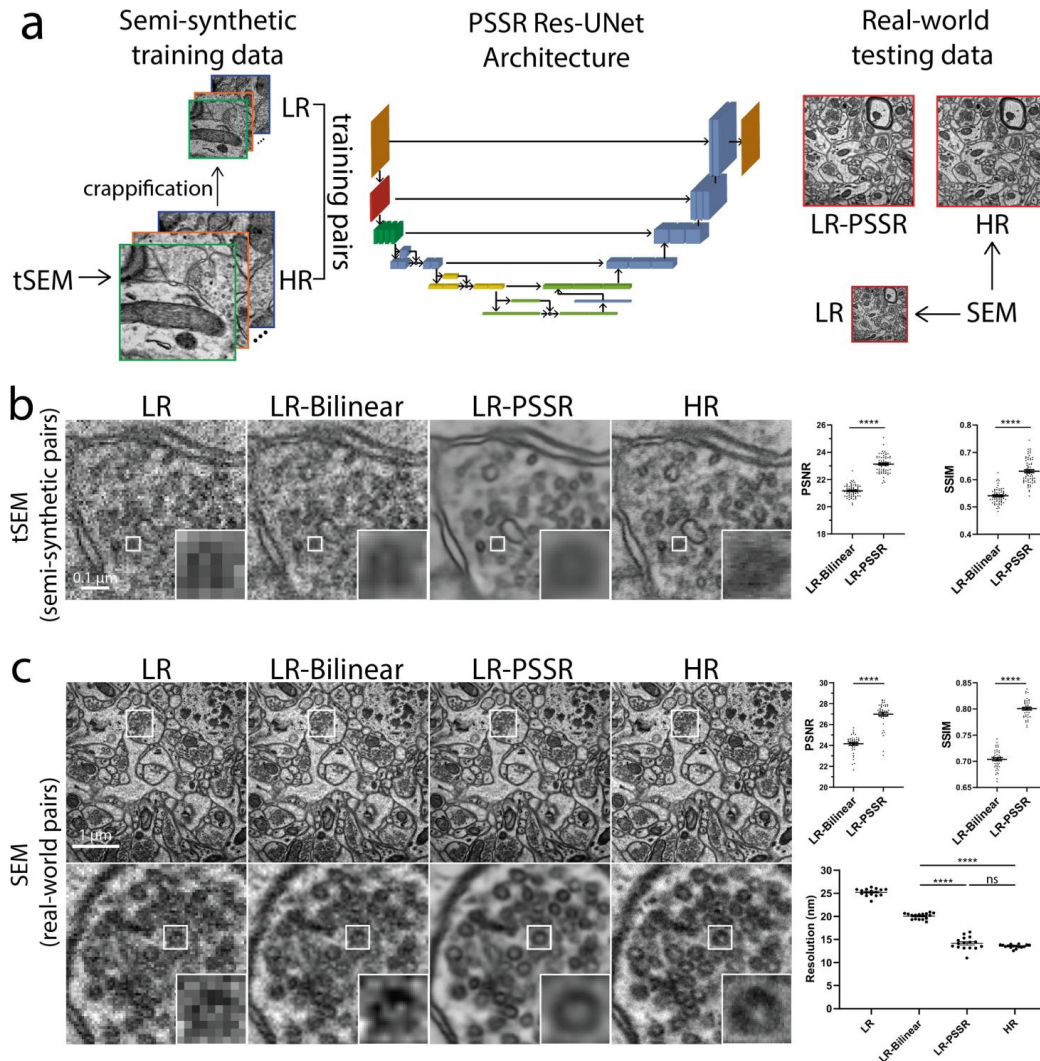 a
Semi-synthetic
training data
PSSR Res-UNet
Architecture
Real-world
testing data
LR
training pairs
crappification
tSEM
HR
LR-PSSR
HR
LR
SEM
b
LR
LR-Bilinear
LR-PSSR
HR
tSEM
(semi-synthetic pairs)
0.1 µm
26
24
22
20
18
PSNR
****
LR-Bilinear
LR-PSSR
0.8
0.7
0.6
0.5
0.4
SSIM
****
LR-Bilinear
LR-PSSR
c
LR
LR-Bilinear
LR-PSSR
HR
SEM
(real-world pairs)
1 µm
30
28
26
24
22
20
PSNR
****
LR-Bilinear
LR-PSSR
0.85
0.80
0.75
0.70
0.65
SSIM
****
LR-Bilinear
LR-PSSR
****
**** ns
30
25
20
15
10
5
0
Resolution (nm)
LR
LR-Bilinear
LR-PSSR
HR